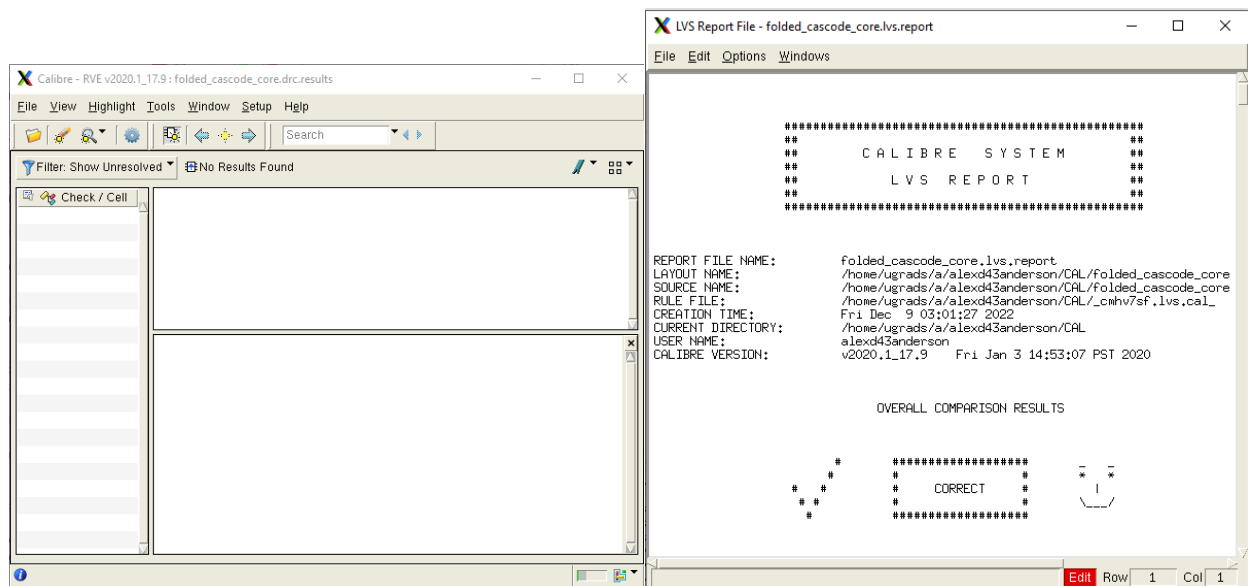 Calibre - RVE v2020.1_17.9 : folded_cascode_core.drc.results
File View Highlight Tools Window Setup Help
Search
Filter: Show Unresolved No Results Found
Check / Cell
LVS Report File - folded_cascode_core.lvs.report
File Edit Options Windows
##################################################
## ##
## C A L I B R E   S Y S T E M ##
## ##
## L V S   R E P O R T ##
## ##
##################################################
REPORT FILE NAME: folded_cascode_core.lvs.report
LAYOUT NAME: /home/ugrads/a/alexd43anderson/CAL/folded_cascode_core
SOURCE NAME: /home/ugrads/a/alexd43anderson/CAL/folded_cascode_core
RULE FILE: /home/ugrads/a/alexd43anderson/CAL/_cmhv7sf.lvs.cal_
CREATION TIME: Fri Dec 9 03:01:27 2022
CURRENT DIRECTORY: /home/ugrads/a/alexd43anderson/CAL
USER NAME: alexd43anderson
CALIBRE VERSION: v2020.1_17.9 Fri Jan 3 14:53:07 PST 2020
OVERALL COMPARISON RESULTS
# ################### _ _
# # # * *
# # # CORRECT # |
# # # # \___/
# ###################
Edit Row 1 Col 1